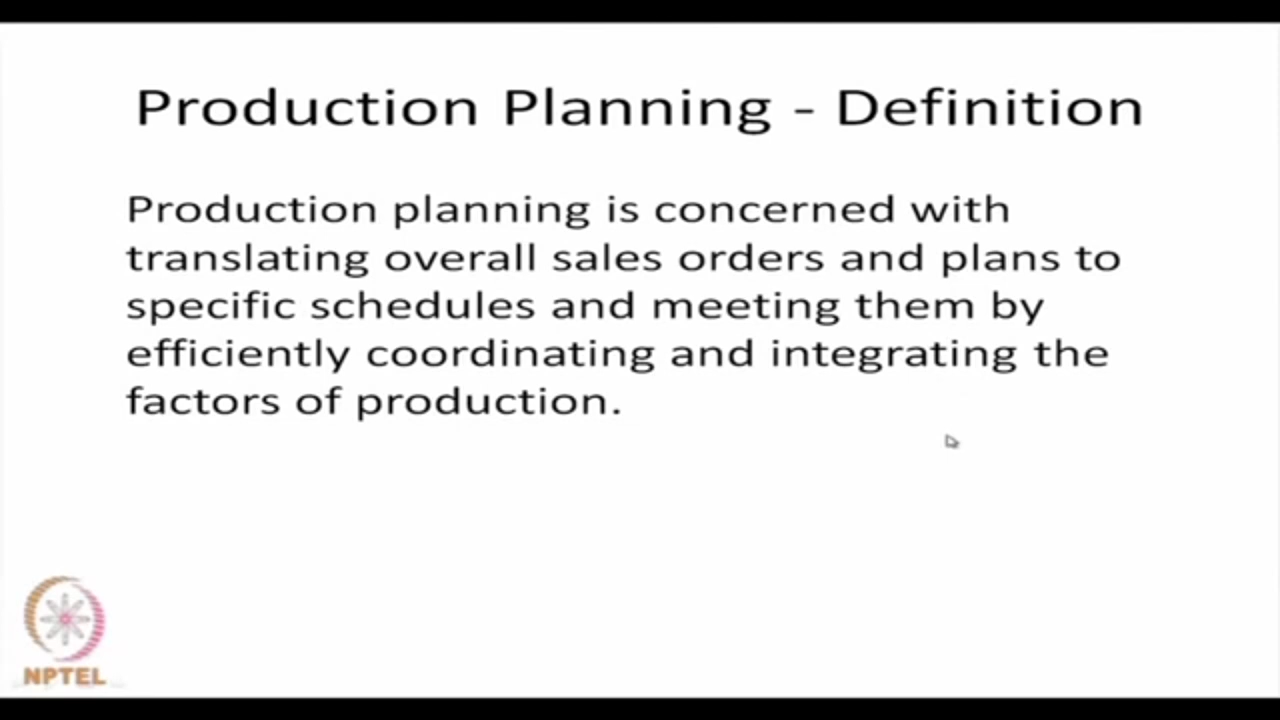 Production Planning - Definition
Production planning is concerned with
translating overall sales orders and plans to
specific schedules and meeting them by
efficiently coordinating and integrating the
factors of production.
NPTEL